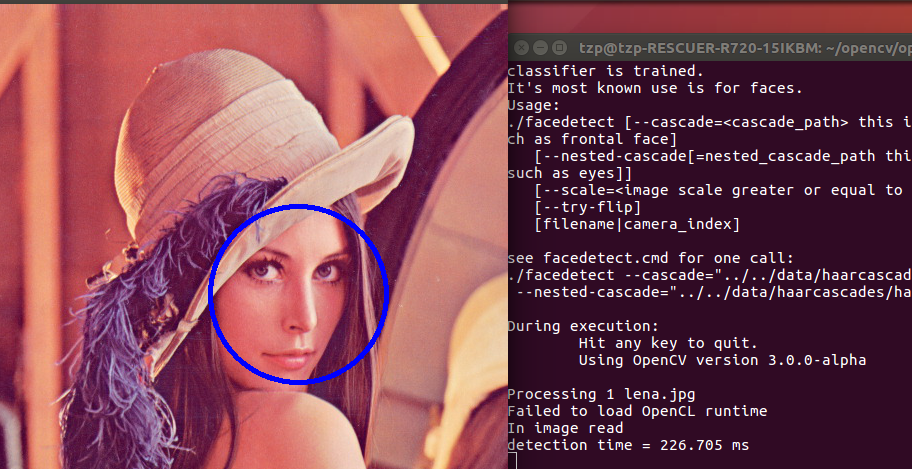 tzp@tzp-RESCUER-R720-15IKBM: ~/opencv/op
classifier is trained.
It's most known use is for faces.
Usage:
./facedetect [--cascade=<cascade_path> this i
ch as frontal face]
[--nested-cascade[=nested_cascade_path thi
such as eyes]]
[--scale=<image scale greater or equal to
[--try-flip]
[filename|camera_index]
see facedetect.cmd for one call:
./facedetect --cascade="../../data/haarcascad
--nested-cascade="../../data/haarcascades/ha
During execution:
Hit any key to quit.
Using OpenCV version 3.0.0-alpha
Processing 1 lena.jpg
Failed to load OpenCL runtime
In image read
detection time = 226.705 ms